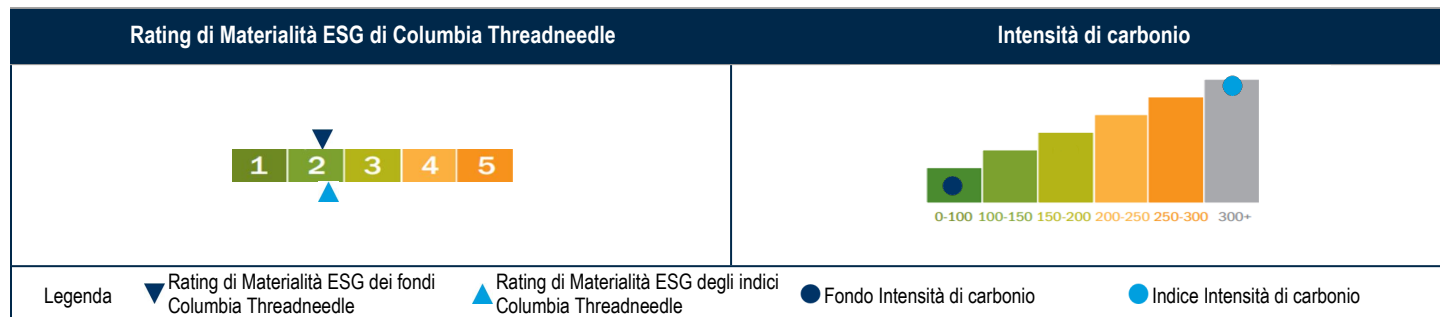 Rating di Materialità ESG di Columbia Threadneedle
Intensità di carbonio
1 2 3 4 5
0-100 100-150 150-200 200-250 250-300 300+
Legenda
Rating di Materialità ESG dei fondi
Columbia Threadneedle
Rating di Materialità ESG degli indici
Columbia Threadneedle
Fondo Intensità di carbonio
Indice Intensità di carbonio